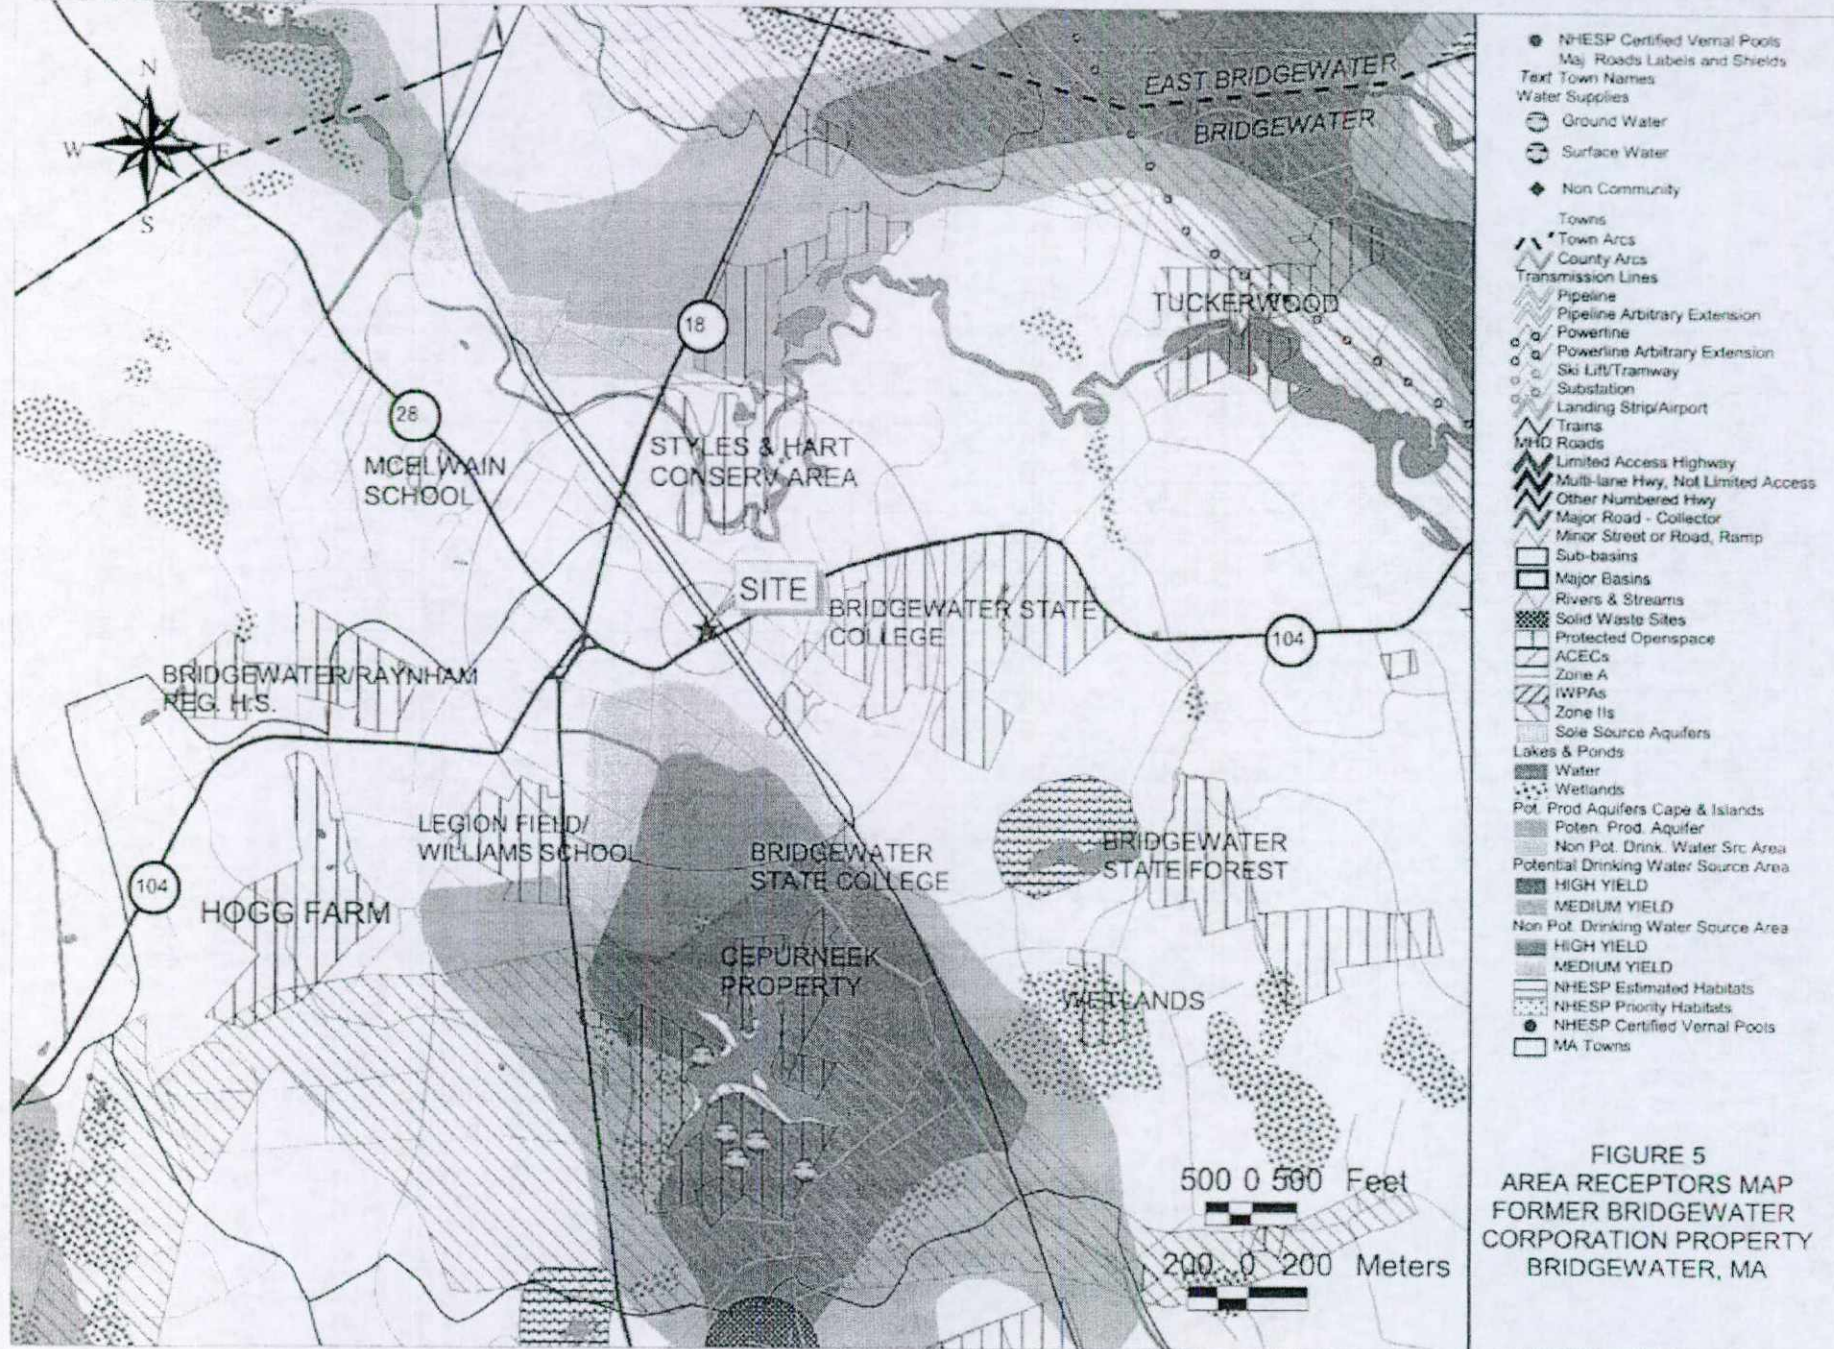 N
W
E
S
EAST BRIDGEWATER
BRIDGEWATER
TUCKERWOOD
18
28
MCELWAIN
SCHOOL
STYLES & HART
CONSERV AREA
SITE
BRIDGEWATER STATE
COLLEGE
104
BRIDGEWATER/RAYNHAM
REG. H.S.
LEGION FIELD/
WILLIAMS SCHOOL
BRIDGEWATER
STATE COLLEGE
BRIDGEWATER
STATE FOREST
104
HOGG FARM
CEPURNEEK
PROPERTY
WETLANDS
500 0 500 Feet
200 0 200 Meters
NHESP Certified Vernal Pools
Maj Roads Labels and Shields
Text Town Names
Water Supplies
Ground Water
Surface Water
Non Community
Towns
Town Arcs
County Arcs
Transmission Lines
Pipeline
Pipeline Arbitrary Extension
Powerline
Powerline Arbitrary Extension
Ski Lift/Tramway
Substation
Landing Strip/Airport
Trains
MHD Roads
Limited Access Highway
Multi-lane Hwy, Not Limited Access
Other Numbered Hwy
Major Road - Collector
Minor Street or Road, Ramp
Sub-basins
Major Basins
Rivers & Streams
Solid Waste Sites
Protected Openspace
ACECs
Zone A
IWPAs
Zone IIs
Sole Source Aquifers
Lakes & Ponds
Water
Wetlands
Pot. Prod Aquifers Cape & Islands
Poten. Prod. Aquifer
Non Pot. Drink. Water Src Area
Potential Drinking Water Source Area
HIGH YIELD
MEDIUM YIELD
Non Pot. Drinking Water Source Area
HIGH YIELD
MEDIUM YIELD
NHESP Estimated Habitats
NHESP Priority Habitats
NHESP Certified Vernal Pools
MA Towns
FIGURE 5
AREA RECEPTORS MAP
FORMER BRIDGEWATER
CORPORATION PROPERTY
BRIDGEWATER, MA